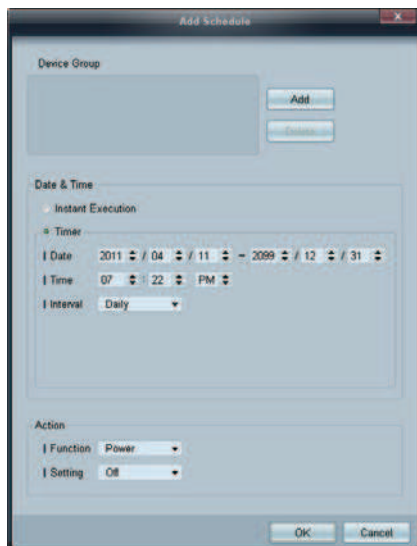 Add Schedule
x
Device Group
Add
Delete
Date & Time
Instant Execution
Timer
Date 2011 / 04 / 11 - 2099 / 12 / 31
Time 07 : 22 PM
Interval Daily
Action
Function Power
Setting Off
OK Cancel